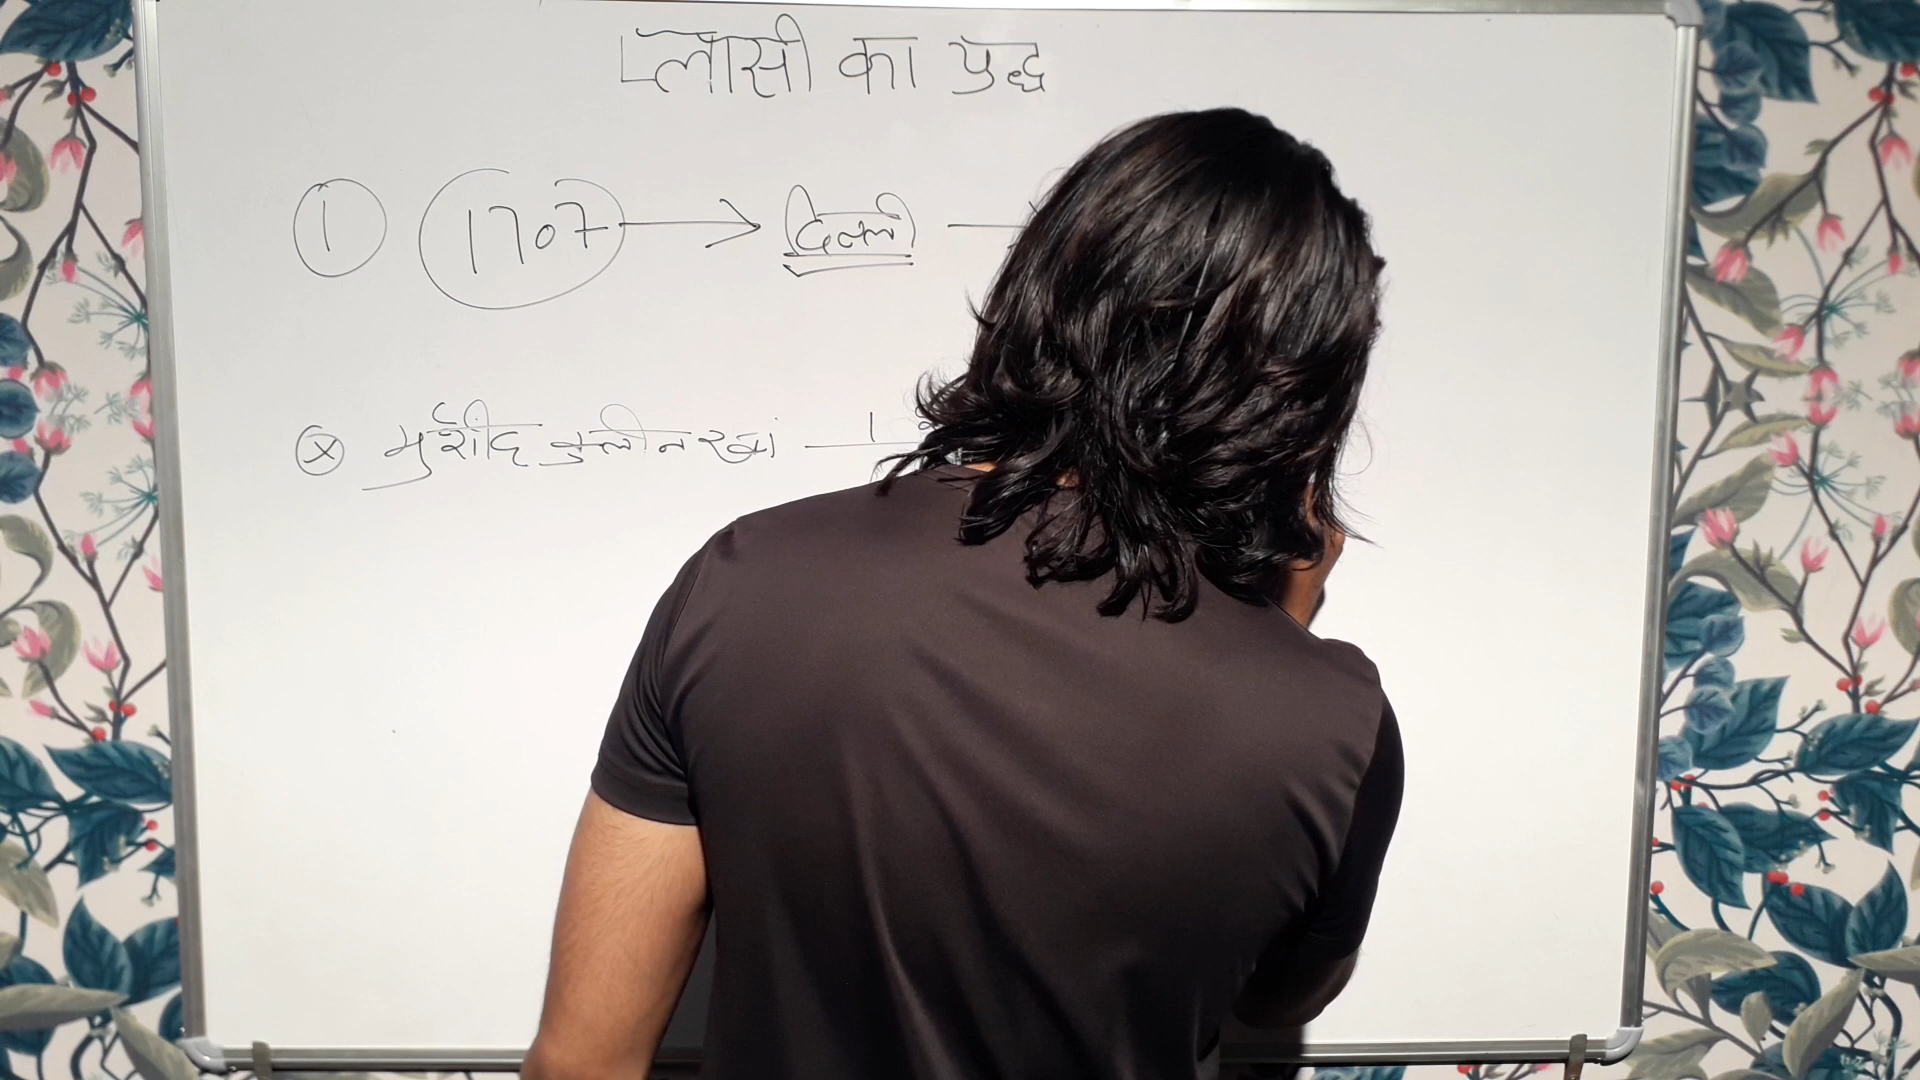 प्लासी का युद्ध
1 1707 → दिल्ली →
मुर्शीद कुलीन खां